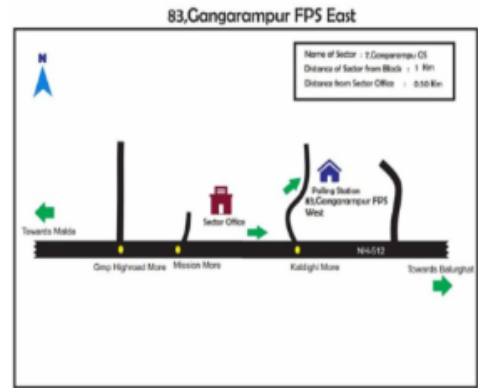 83,Gangarampur FPS East
Name of Sector : 7,Gangarampu GS
Distance of Sector from Block : 1 Km
Distance from Sector Office : 0.50 Km
N
Polling Station
83,Gangarampur FPS
West
Sector Office
Towards Malda
NH-512
Gmp Highroad More
Mission More
Kaldighi More
Towards Balurghat